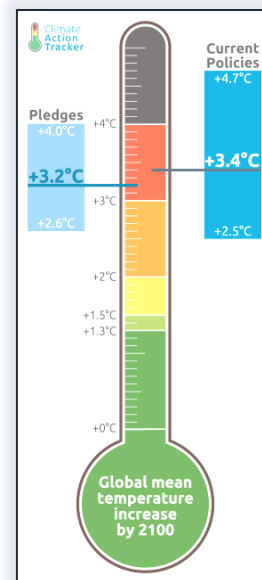 Climate
Action
Tracker
Current
Policies
+4.7°C
Pledges
+4.0°C
+4°C
+3.4°C
+3.2°C
+3°C
+2.6°C
+2.5°C
+2°C
+1.5°C
+1.3°C
+0°C
Global mean
temperature
increase
by 2100